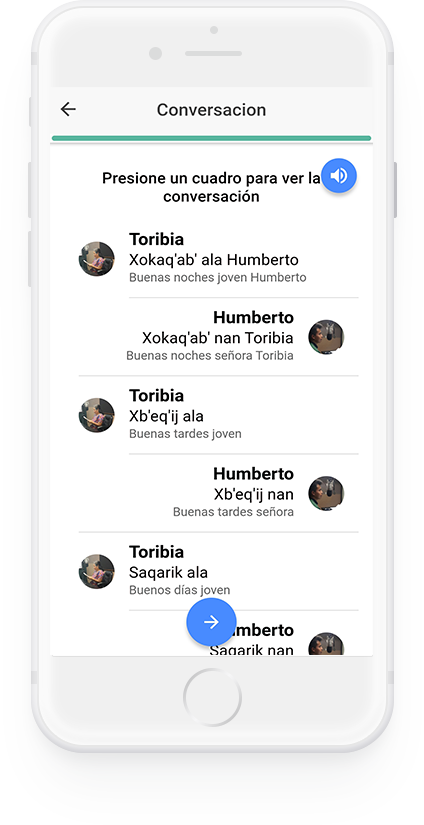 Conversacion
Presione un cuadro para ver la
conversación
Toribia
Xokaq'ab' ala Humberto
Buenas noches joven Humberto
Humberto
Xokaq'ab' nan Toribia
Buenas noches señora Toribia
Toribia
Xb'eq'ij ala
Buenas tardes joven
Humberto
Xb'eq'ij nan
Buenas tardes señora
Toribia
Saqarik ala
Buenos días joven
Humberto
Saqarik nan